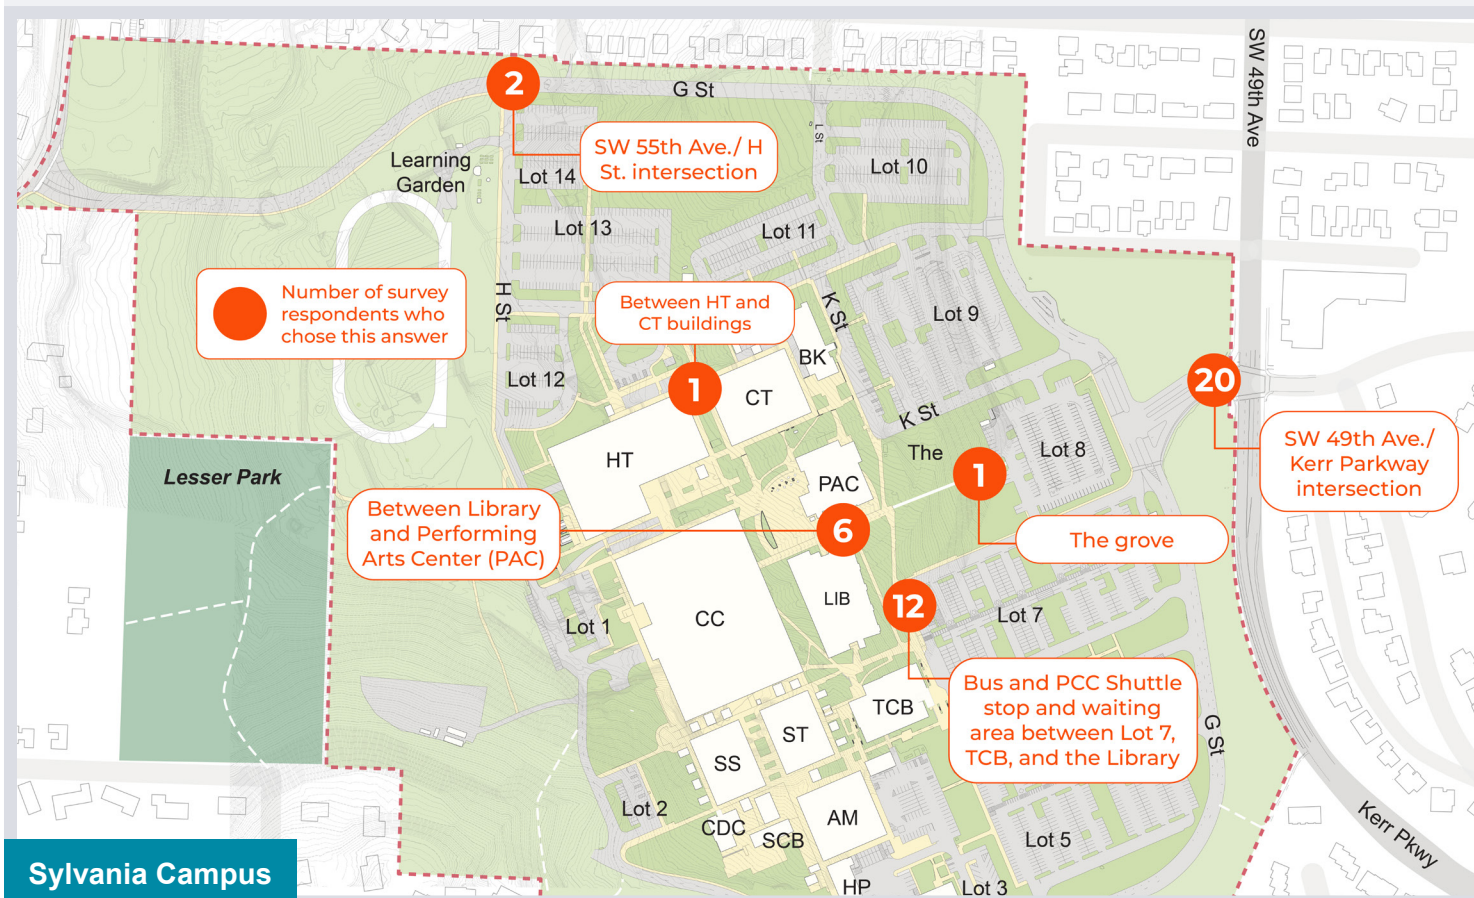 2
G St
SW 49th Ave
L St
SW 55th Ave./ H
St. intersection
Learning
Garden
Lot 14
Lot 10
Lot 13
Lot 11
Number of survey
respondents who
chose this answer
H St
Between HT and
CT buildings
K St
Lot 9
BK
Lot 12
1
CT
20
K St
SW 49th Ave./
Kerr Parkway
intersection
The
Lot 8
HT
Lesser Park
PAC
1
Between Library
and Performing
Arts Center (PAC)
6
The grove
LIB
12
Lot 7
CC
Lot 1
Bus and PCC Shuttle
stop and waiting
area between Lot 7,
TCB, and the Library
TCB
ST
G St
SS
Lot 2
CDC
SCB
AM
Lot 5
Kerr Pkwy
Sylvania Campus
HP
Lot 3